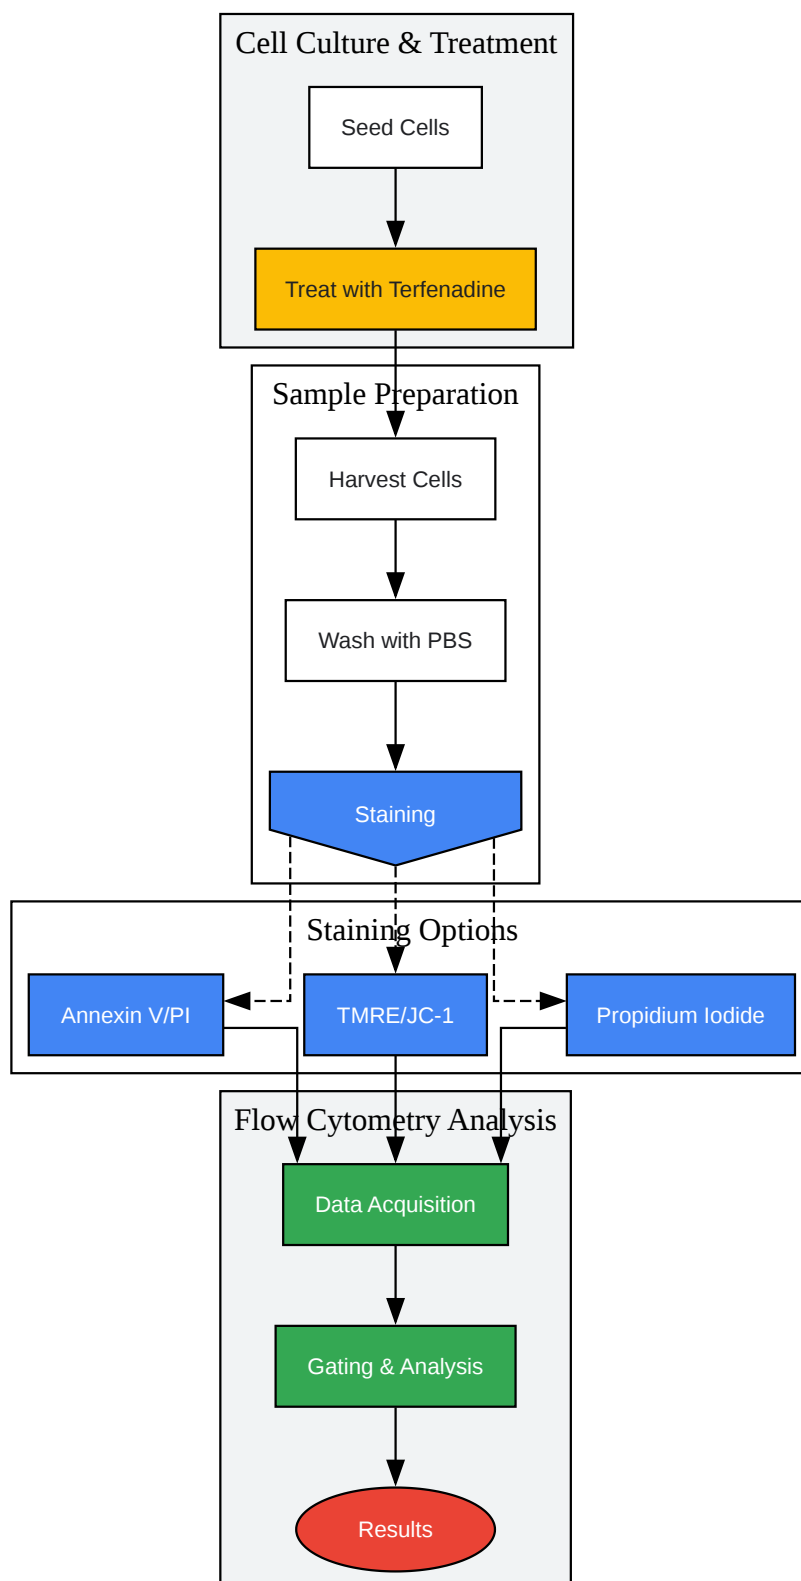 Cell Culture & Treatment
Seed Cells
Treat with Terfenadine
Sample Preparation
Harvest Cells
Wash with PBS
Staining
Staining Options
Annexin V/PI
TMRE/JC-1
Propidium Iodide
Flow Cytometry Analysis
Data Acquisition
Gating & Analysis
Results